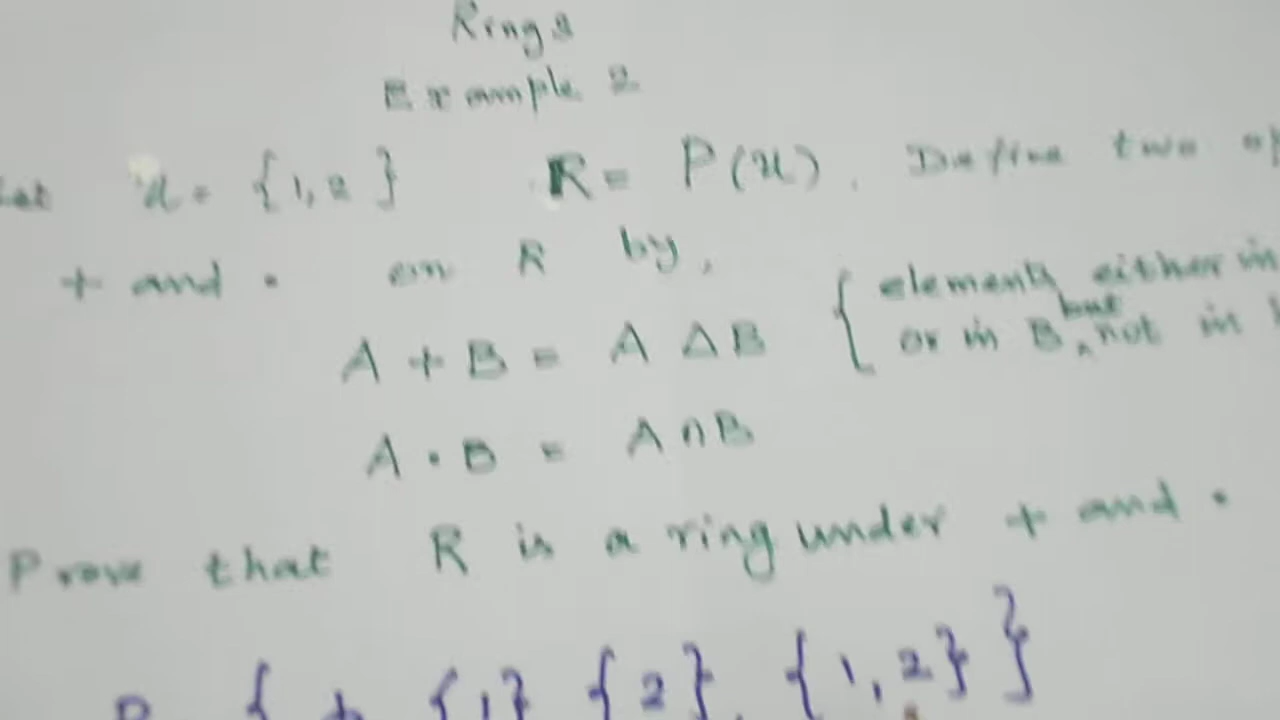 Rings
Example 2
Let U = {1, 2} R = P(U). Define two
+ and • on R by,
A + B = A Δ B { elements either in
or in B, but not in
A • B = A ∩ B
Prove that R is a ring under + and •
R {ϕ {1} {2}, {1, 2}}